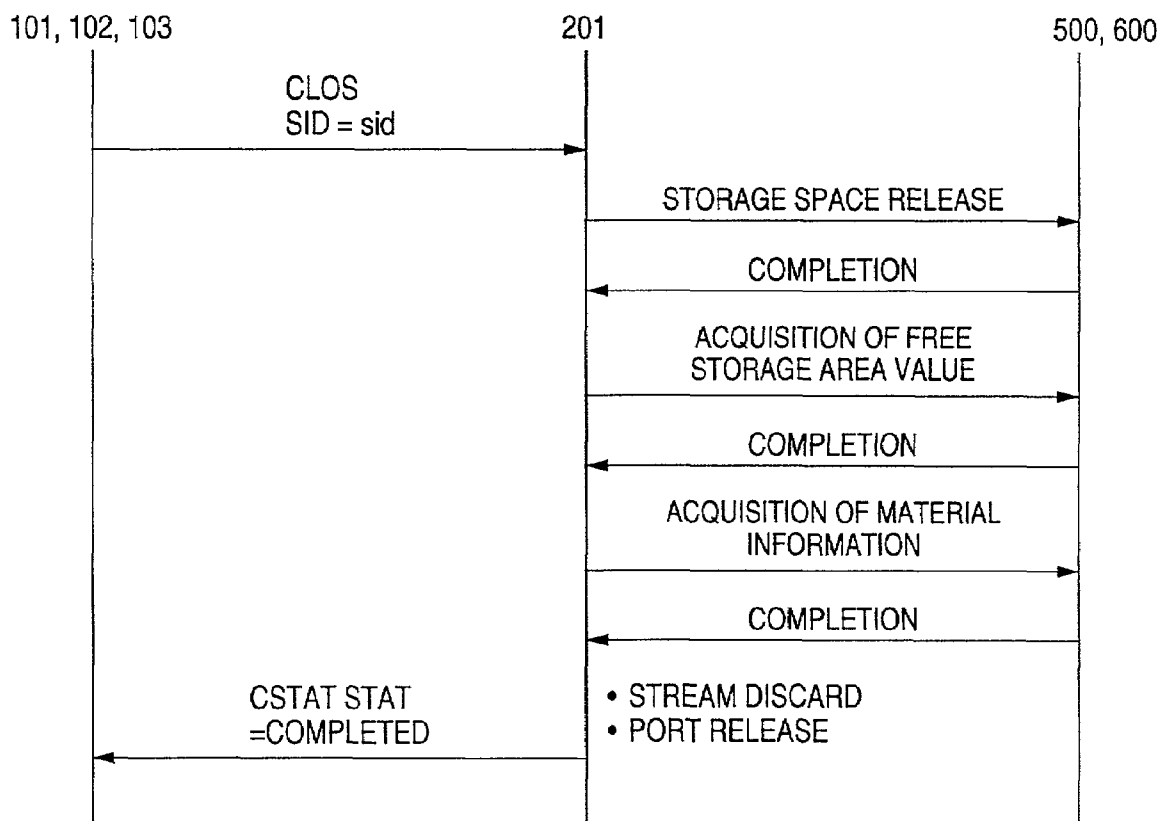 101, 102, 103
201
500, 600
CLOS
SID = sid
STORAGE SPACE RELEASE
COMPLETION
ACQUISITION OF FREE
STORAGE AREA VALUE
COMPLETION
ACQUISITION OF MATERIAL
INFORMATION
COMPLETION
CSTAT STAT
=COMPLETED
• STREAM DISCARD
• PORT RELEASE